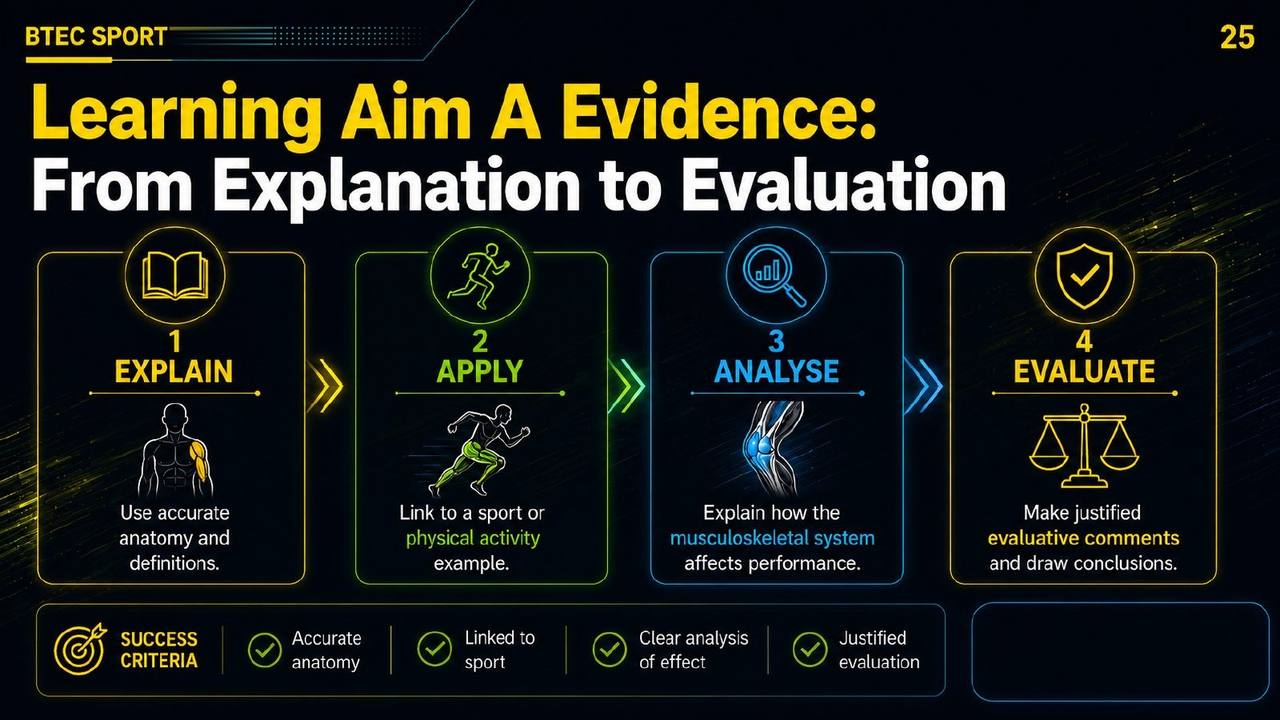 BTEC SPORT
25
Learning Aim A Evidence:
From Explanation to Evaluation
1
EXPLAIN
Use accurate
anatomy and
definitions.
2
APPLY
Link to a sport or
physical activity
example.
3
ANALYSE
Explain how the
musculoskeletal system
affects performance.
4
EVALUATE
Make justified
evaluative comments
and draw conclusions.
SUCCESS
CRITERIA
Accurate
anatomy
Linked to
sport
Clear analysis
of effect
Justified
evaluation